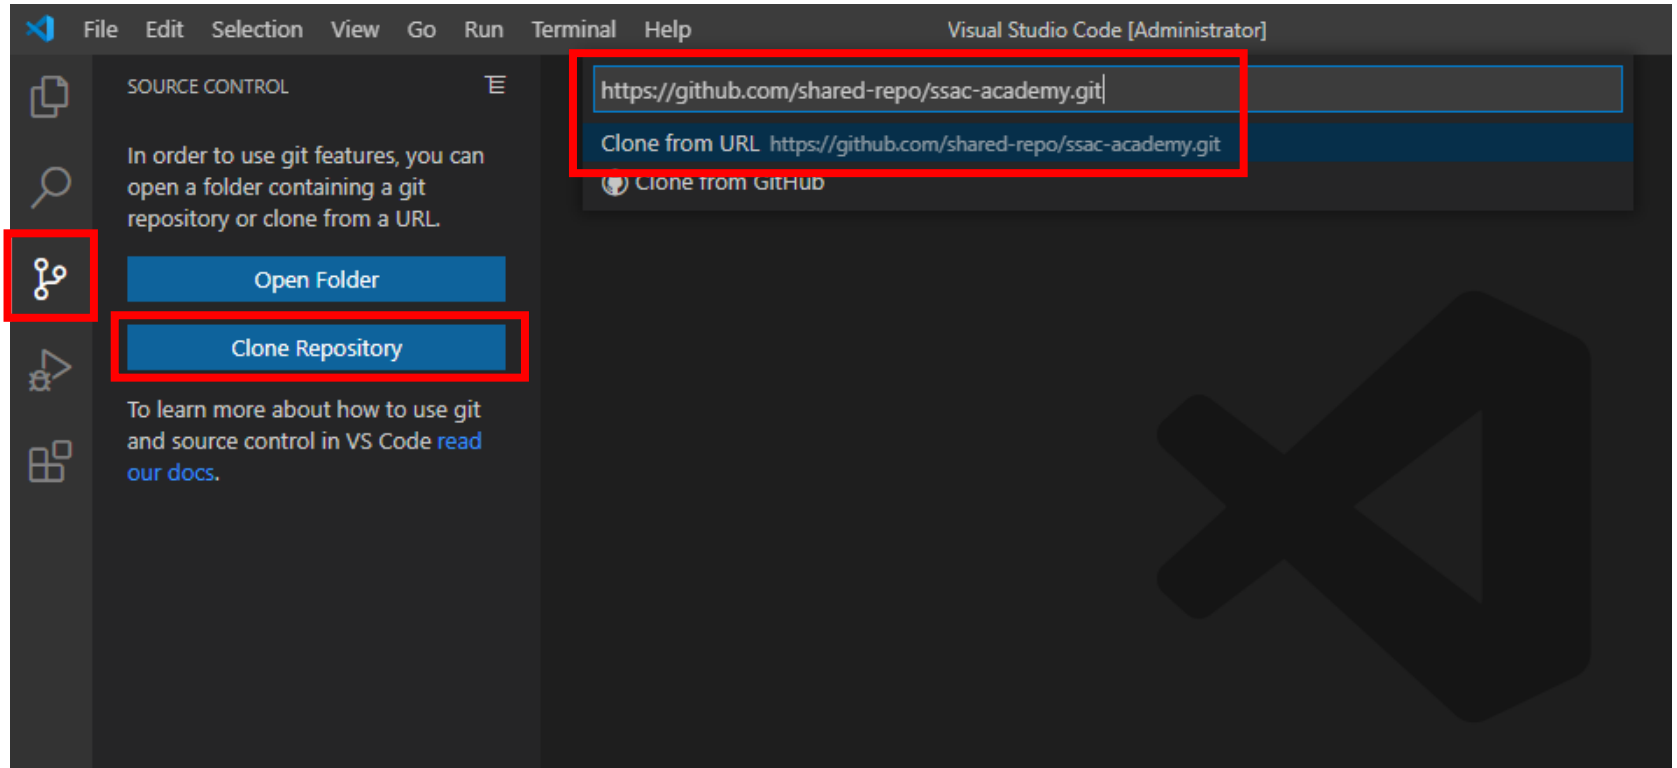 File Edit Selection View Go Run Terminal Help
Visual Studio Code [Administrator]
SOURCE CONTROL
In order to use git features, you can
open a folder containing a git
repository or clone from a URL.
Open Folder
Clone Repository
To learn more about how to use git
and source control in VS Code read
our docs.
https://github.com/shared-repo/ssac-academy.git
Clone from URL https://github.com/shared-repo/ssac-academy.git
Clone from GitHub